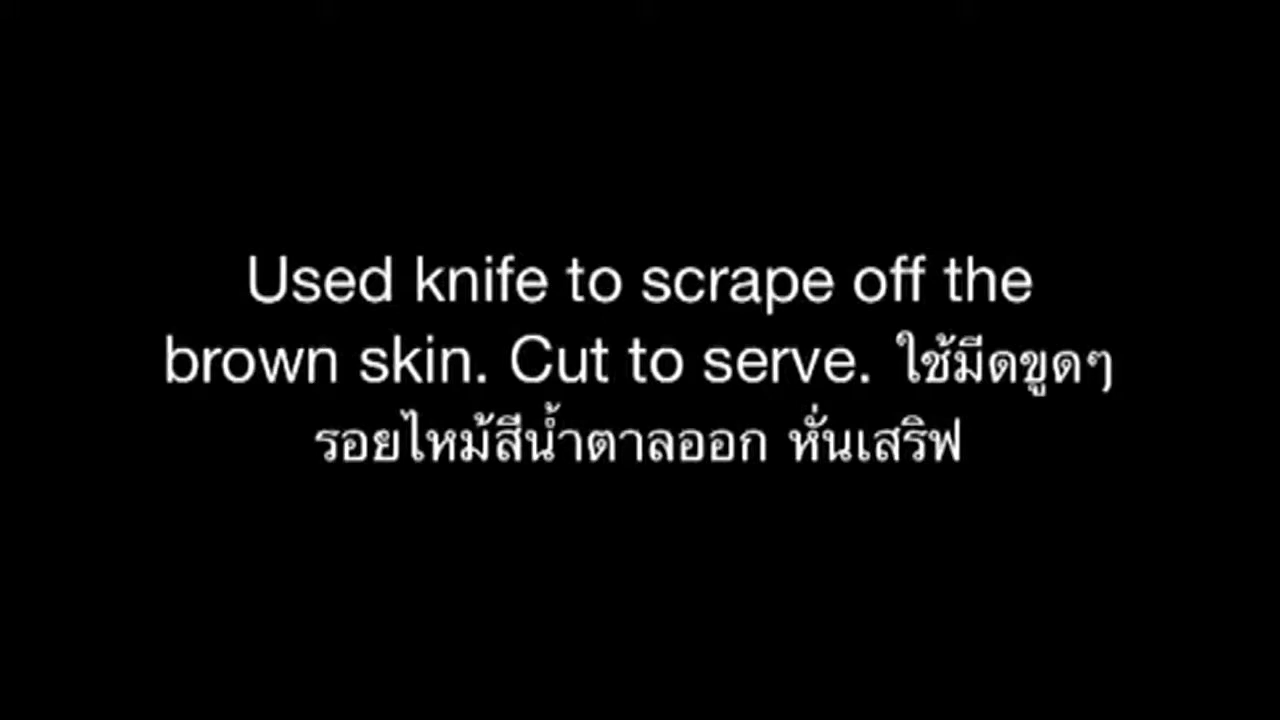 Used knife to scrape off the
brown skin. Cut to serve. ใช้มีดขูดๆ
รอยไหม้สีน้ำตาลออก หั่นเสริฟ